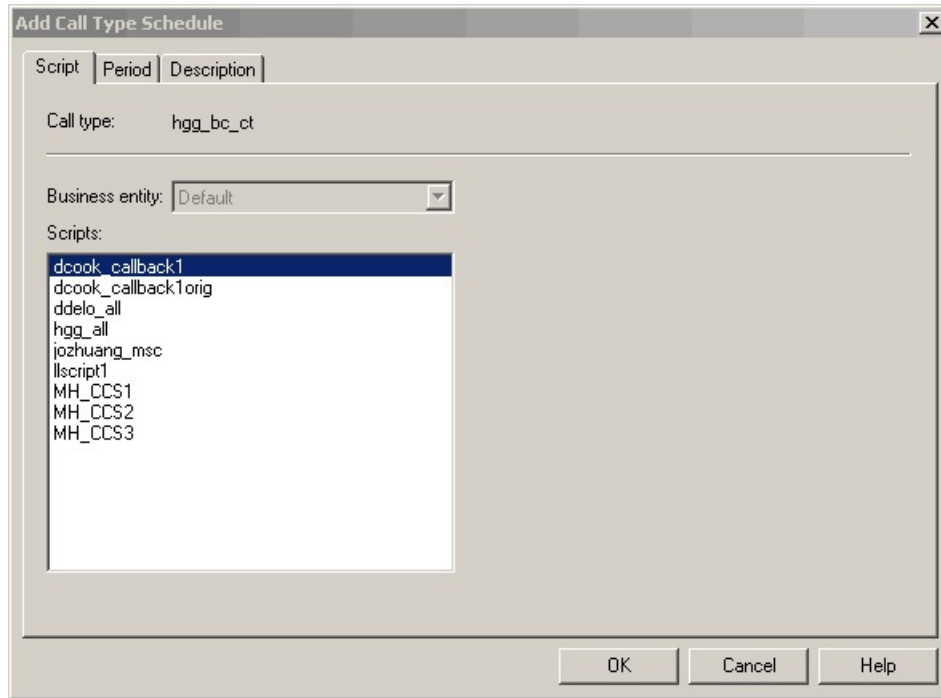 Add Call Type Schedule
Script Period Description
Call type: hgg_bc_ct
Business entity: Default
Scripts:
dcook_callback1
dcook_callback1orig
ddelo_all
hgg_all
jozhuang_msc
llscript1
MH_CCS1
MH_CCS2
MH_CCS3
OK Cancel Help